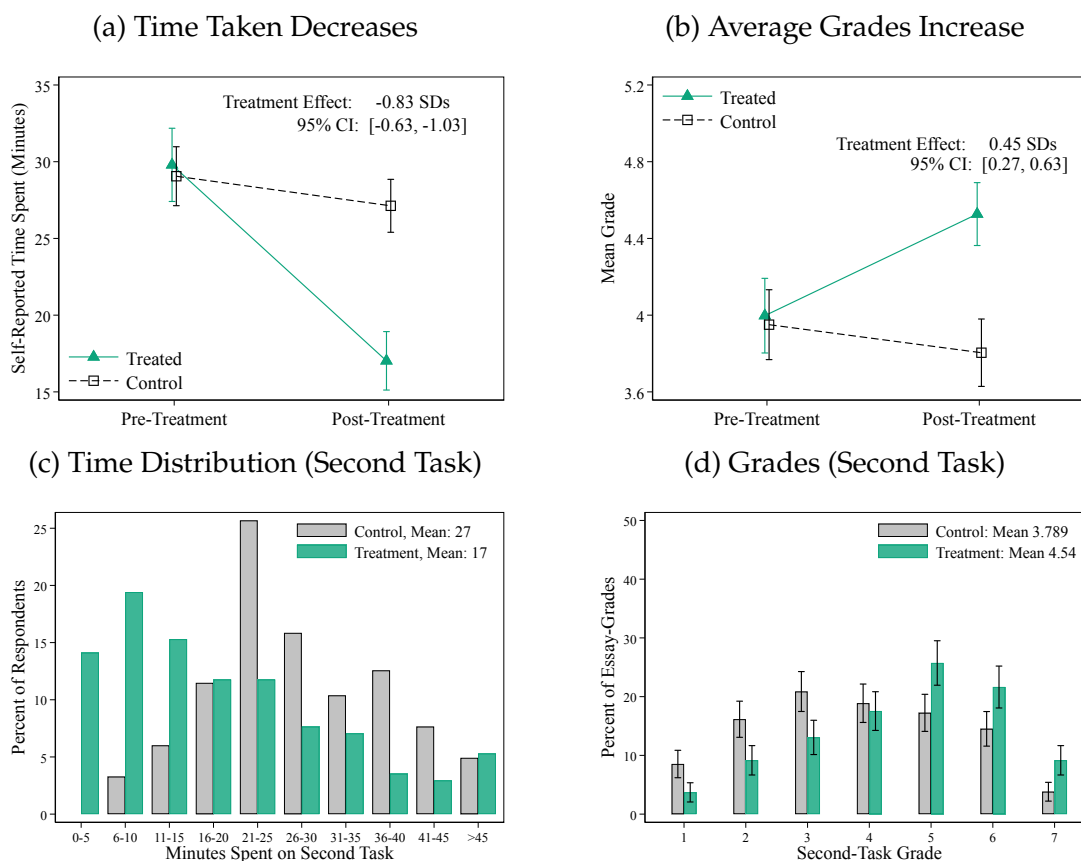 (a) Time Taken Decreases
Self-Reported Time Spent (Minutes)
35
30
25
20
15
Treatment Effect: -0.83 SDs
95% CI: [-0.63, -1.03]
Treated
Control
Pre-Treatment
Post-Treatment
(b) Average Grades Increase
Mean Grade
5.2
4.8
4.4
4
3.6
Treated
Control
Treatment Effect: 0.45 SDs
95% CI: [0.27, 0.63]
Pre-Treatment
Post-Treatment
(c) Time Distribution (Second Task)
Percent of Respondents
25
20
15
10
5
0
Control, Mean: 27
Treatment, Mean: 17
0-5 6-10 11-15 16-20 21-25 26-30 31-35 36-40 41-45 >45
Minutes Spent on Second Task
(d) Grades (Second Task)
Percent of Essay-Grades
50
40
30
20
10
0
Control: Mean 3.789
Treatment: Mean 4.54
1 2 3 4 5 6 7
Second-Task Grade